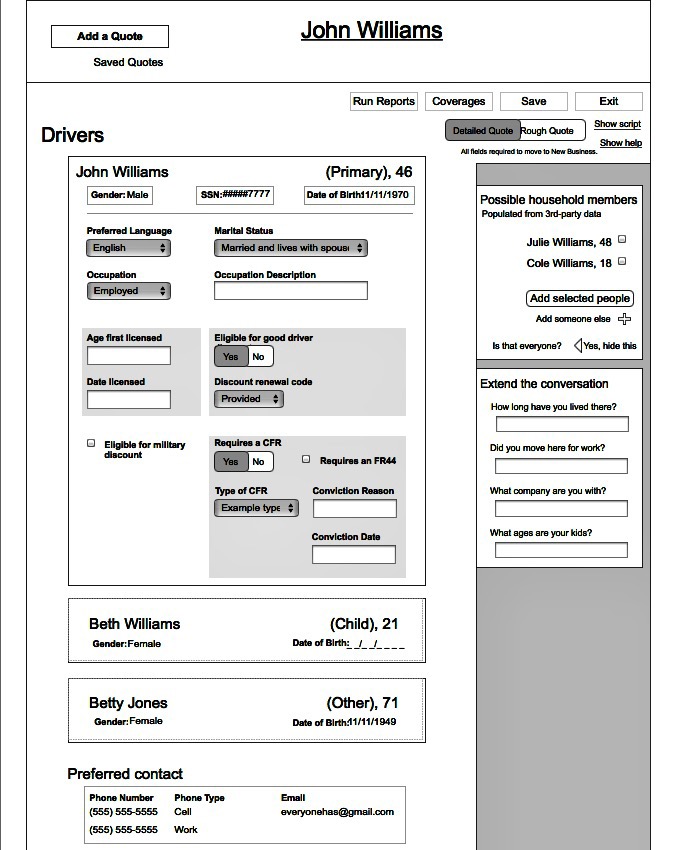 John Williams
Add a Quote
Saved Quotes
Run Reports Coverages Save Exit
Drivers
Detailed Quote Rough Quote
Show script
Show help
All fields required to move to New Business.
John Williams (Primary), 46
Gender: Male SSN:#####7777 Date of Birth:11/11/1970
Preferred Language Marital Status
English Married and lives with spous
Occupation Occupation Description
Employed
Age first licensed Eligible for good driver
Yes No
Date licensed Discount renewal code
Provided
Eligible for military
discount
Requires a CFR
Yes No Requires an FR44
Type of CFR Conviction Reason
Example type
Conviction Date
Beth Williams (Child), 21
Gender: Female Date of Birth:_ _/_ _/_ _ _ _
Betty Jones (Other), 71
Gender: Female Date of Birth:11/11/1949
Preferred contact
Phone Number Phone Type Email
(555) 555-5555 Cell everyonehas@gmail.com
(555) 555-5555 Work
Possible household members
Populated from 3rd-party data
Julie Williams, 48
Cole Williams, 18
Add selected people
Add someone else
Is that everyone? Yes, hide this
Extend the conversation
How long have you lived there?
Did you move here for work?
What company are you with?
What ages are your kids?